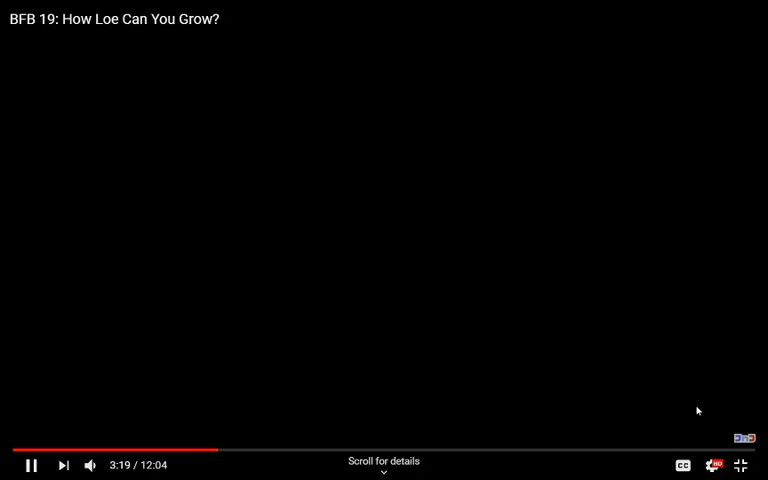 BFB 19: How Loe Can You Grow?
3:19 / 12:04
Scroll for details
CC
HD